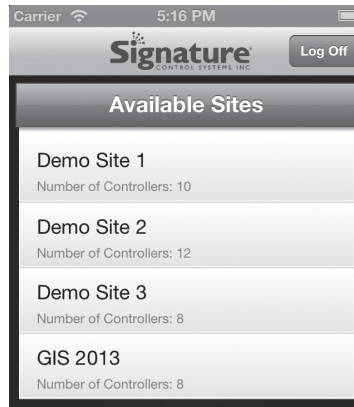 Carrier 5:16 PM
Signature
CONTROL SYSTEMS, INC.
Log Off
Available Sites
Demo Site 1
Number of Controllers: 10
Demo Site 2
Number of Controllers: 12
Demo Site 3
Number of Controllers: 8
GIS 2013
Number of Controllers: 8